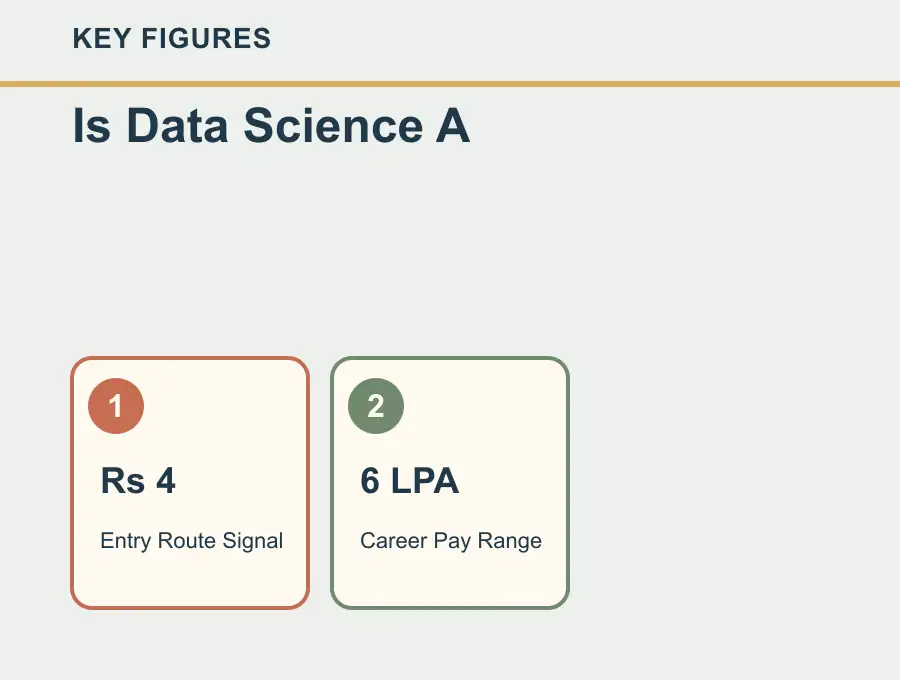 KEY FIGURES
Is Data Science A
1
Rs 4
Entry Route Signal
2
6 LPA
Career Pay Range